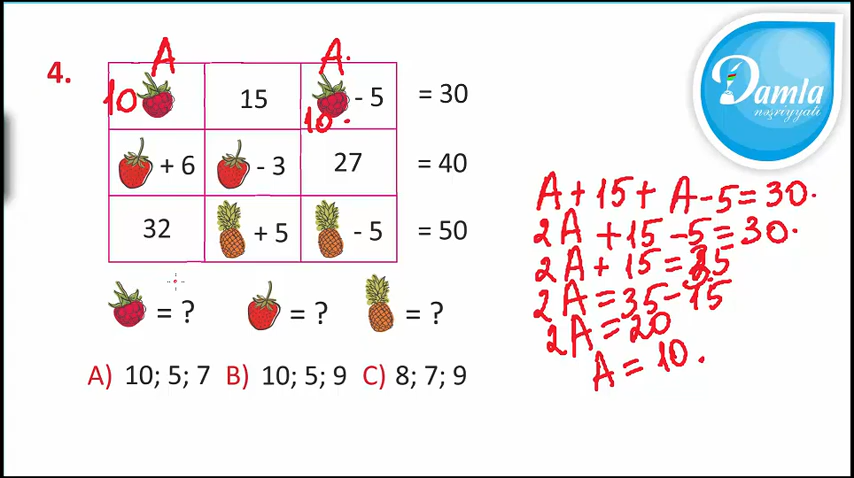 A A.
4.
10 15 - 5 = 30
10.
+ 6 - 3 27 = 40
32 + 5 - 5 = 50
= ? = ? = ?
A) 10; 5; 7 B) 10; 5; 9 C) 8; 7; 9
Damla
nəşriyyatı
A + 15 + A - 5 = 30.
2A + 15 - 5 = 30.
2A + 15 = 35
2A = 35 - 15
2A = 20
A = 10.